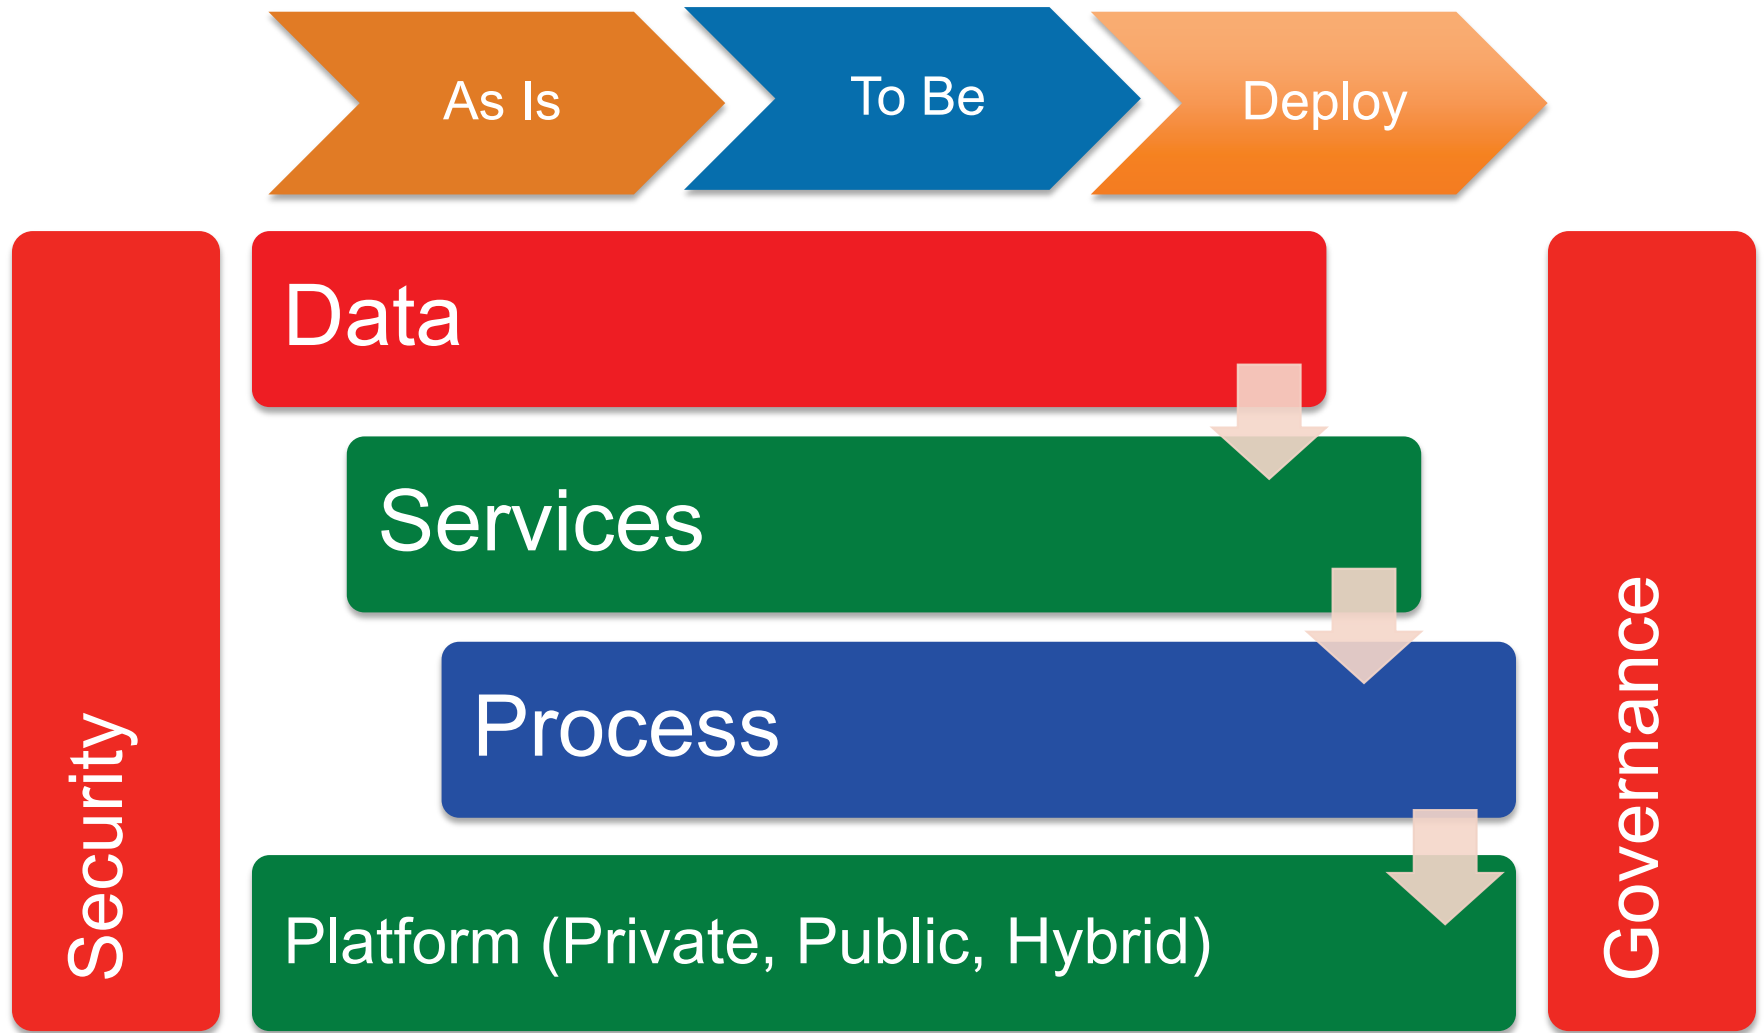 As Is
To Be
Deploy
Data
Services
Process
Platform (Private, Public, Hybrid)
Security
Governance